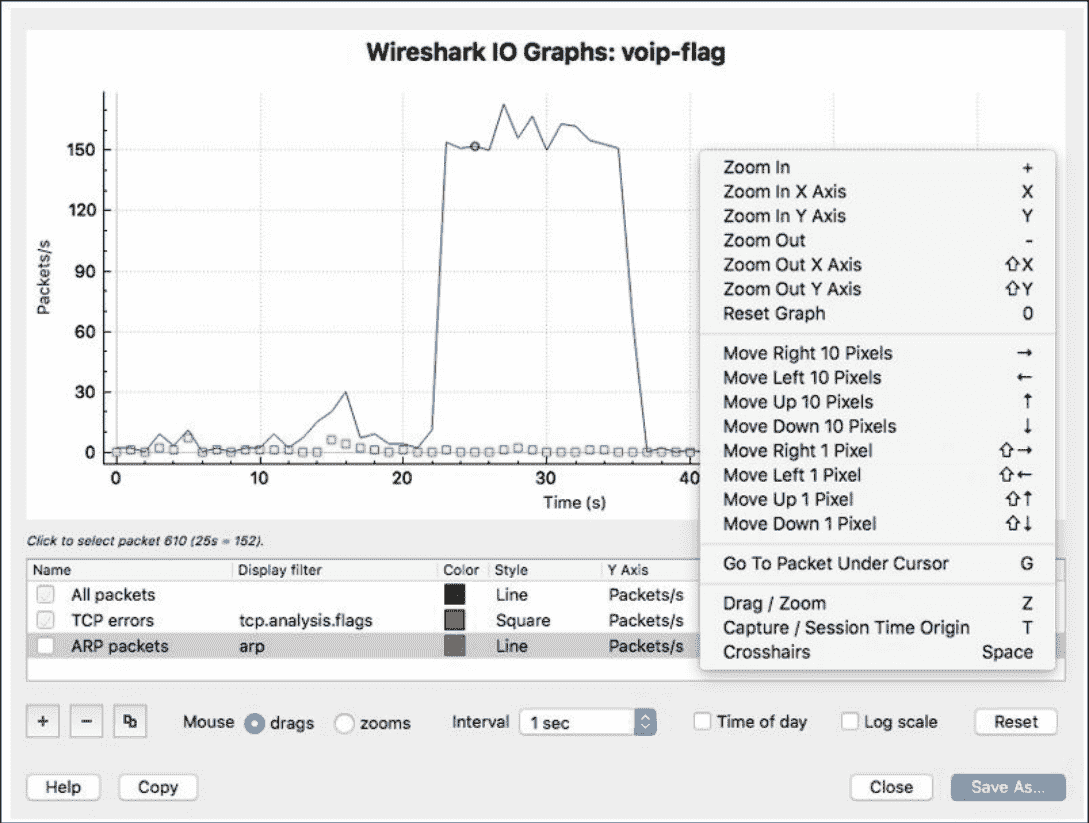 Wireshark IO Graphs: voip-flag
150
120
90
60
30
0
Packets/s
0 10 20 30 40
Time (s)
Zoom In +
Zoom In X Axis X
Zoom In Y Axis Y
Zoom Out -
Zoom Out X Axis ⇧X
Zoom Out Y Axis ⇧Y
Reset Graph 0
Move Right 10 Pixels →
Move Left 10 Pixels ←
Move Up 10 Pixels ↑
Move Down 10 Pixels ↓
Move Right 1 Pixel ⇧→
Move Left 1 Pixel ⇧←
Move Up 1 Pixel ⇧↑
Move Down 1 Pixel ⇧↓
Go To Packet Under Cursor G
Drag / Zoom Z
Capture / Session Time Origin T
Crosshairs Space
Click to select packet 610 (25s = 152).
Name Display filter Color Style Y Axis
All packets Line Packets/s
TCP errors tcp.analysis.flags Square Packets/s
ARP packets arp Line Packets/s
+ − Mouse drags zooms Interval 1 sec Time of day Log scale Reset
Help Copy Close Save As...